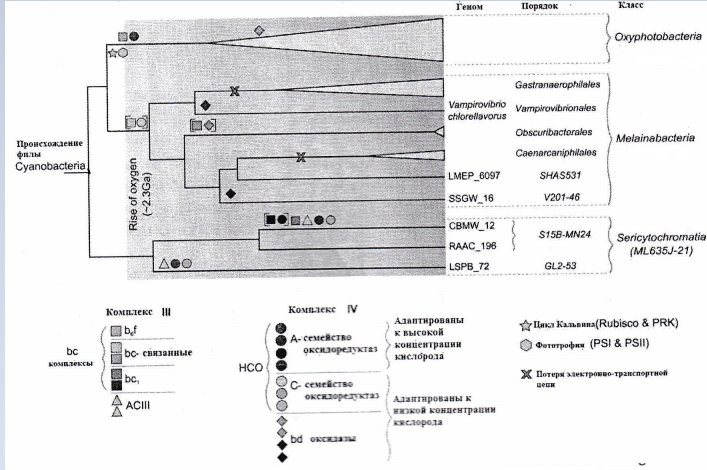 Геном Порядок Класс
Oxyphotobacteria
Gastranaerophilales
Vampirovibrio
chlorellavorus
Vampirovibrionales
Obscuribactorales
Melainabacteria
Происхождение
филы
Cyanobacteria
Rise of oxygen
(~2.3Ga)
Caenarcaniphilales
LMEP_6097 SHAS531
SSGW_16 V201-46
CBMW_12
S15B-MN24
RAAC_196
Sericytochromatia
(ML635J-21)
LSPB_72 GL2-53
Комплекс III
b₆f
bc- связанные
bc
комплексы
bc₁
ACIII
Комплекс IV
HCO
A- семейство
оксидоредуктаз
C- семейство
оксидоредуктаз
bd оксидазы
Адаптированы
к высокой
концентрации
кислорода
Адаптированы к
низкой концентрации
кислорода
Цикл Кальвина(Rubisco & PRK)
Фототрофия (PSI & PSII)
Потеря электронно-транспортной
цепи